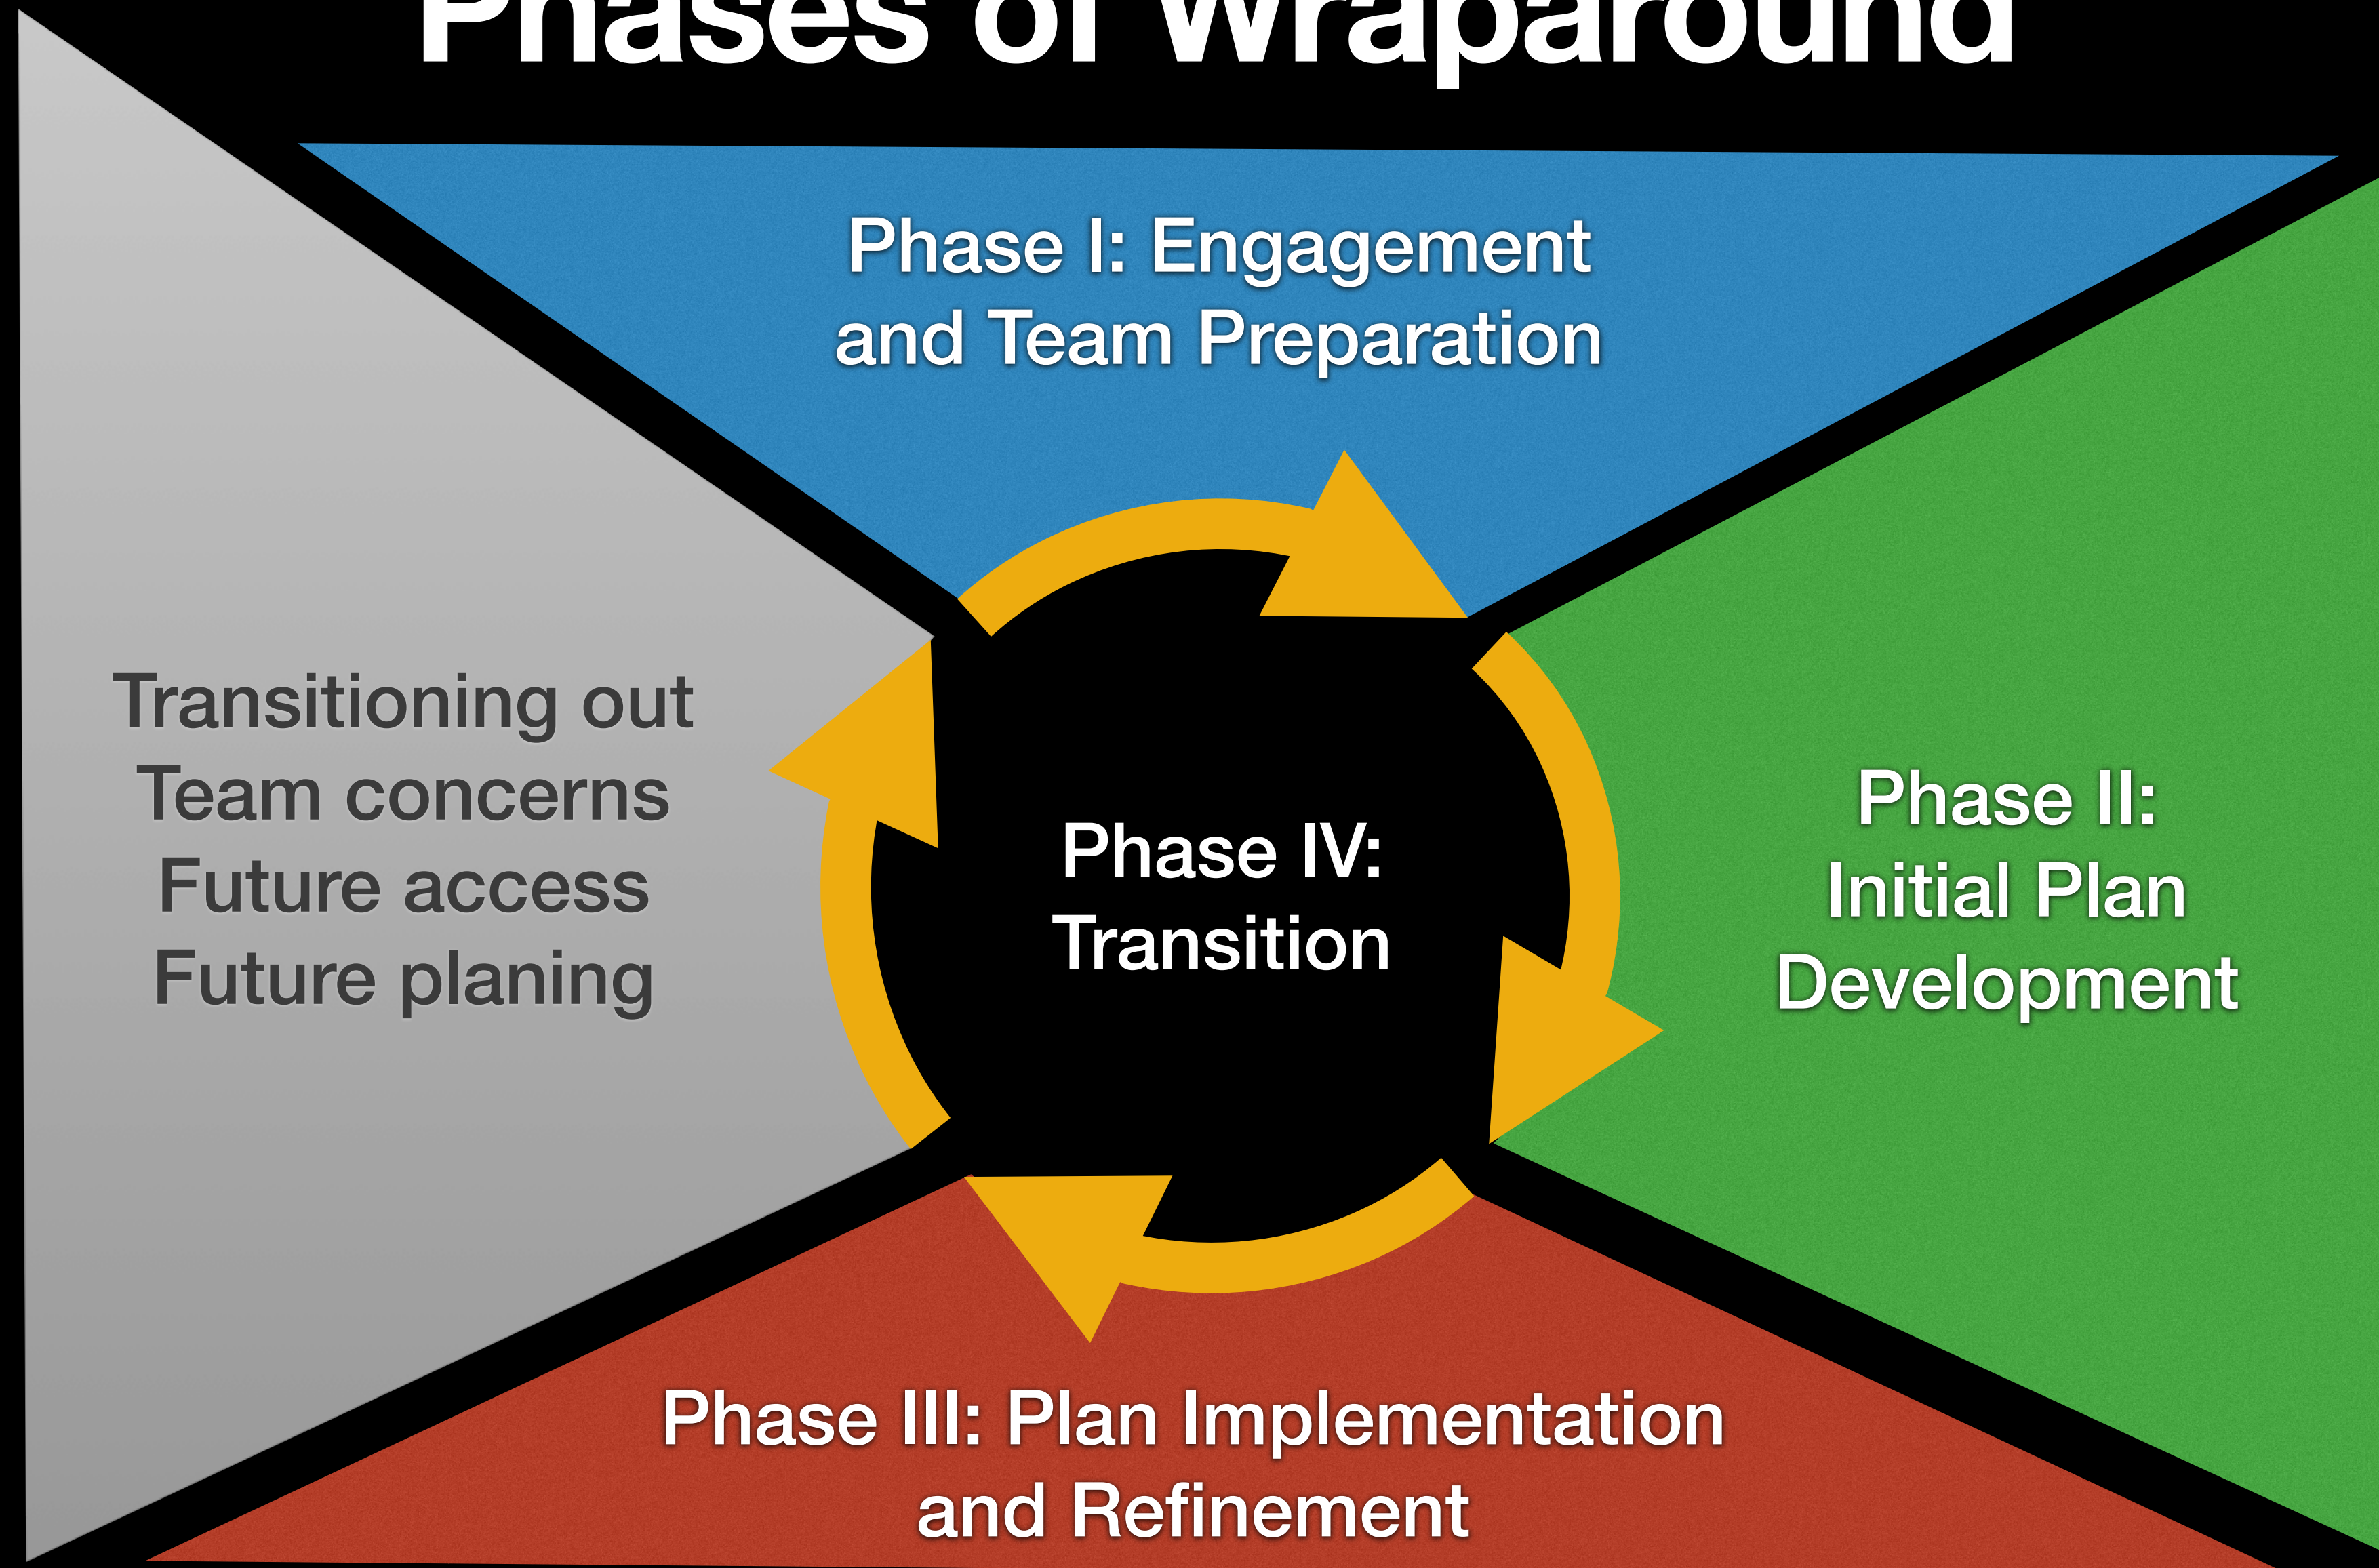 Phases of Wraparound
Phase I: Engagement
and Team Preparation
Transitioning out
Team concerns
Future access
Future planing
Phase IV:
Transition
Phase II:
Initial Plan
Development
Phase III: Plan Implementation
and Refinement